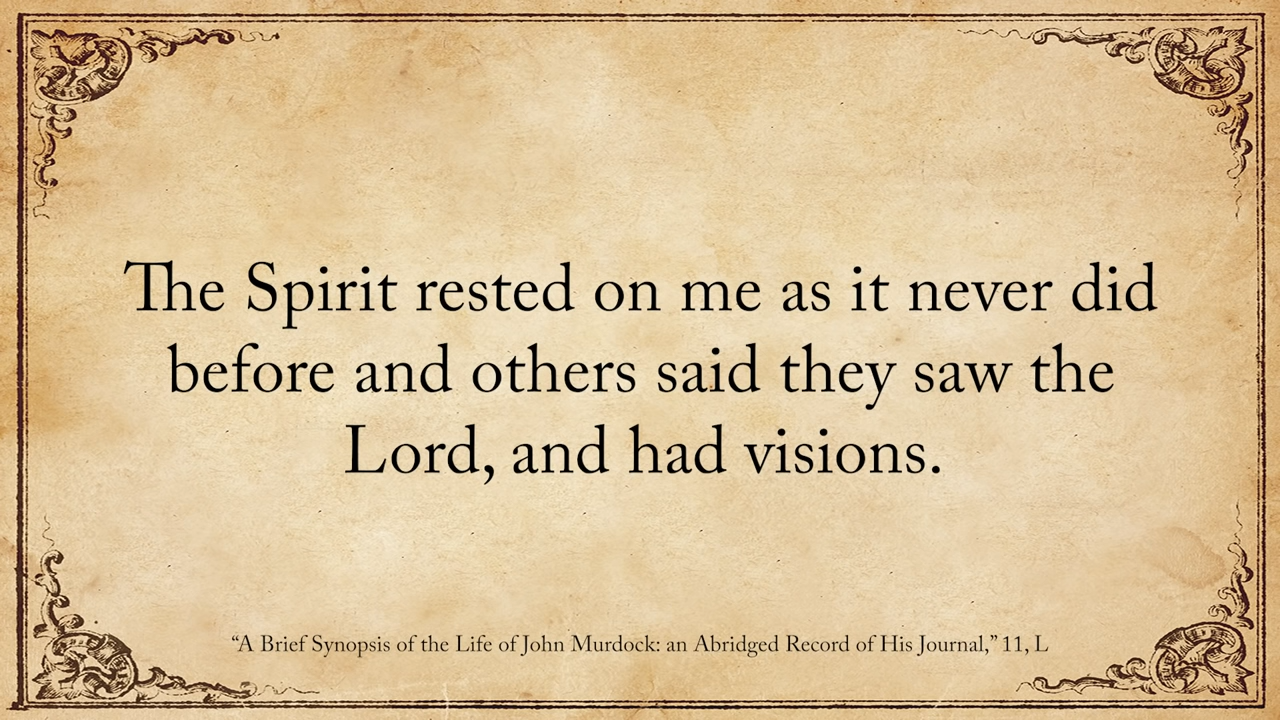 The Spirit rested on me as it never did
before and others said they saw the
Lord, and had visions.
“A Brief Synopsis of the Life of John Murdock: an Abridged Record of His Journal,” 11, L